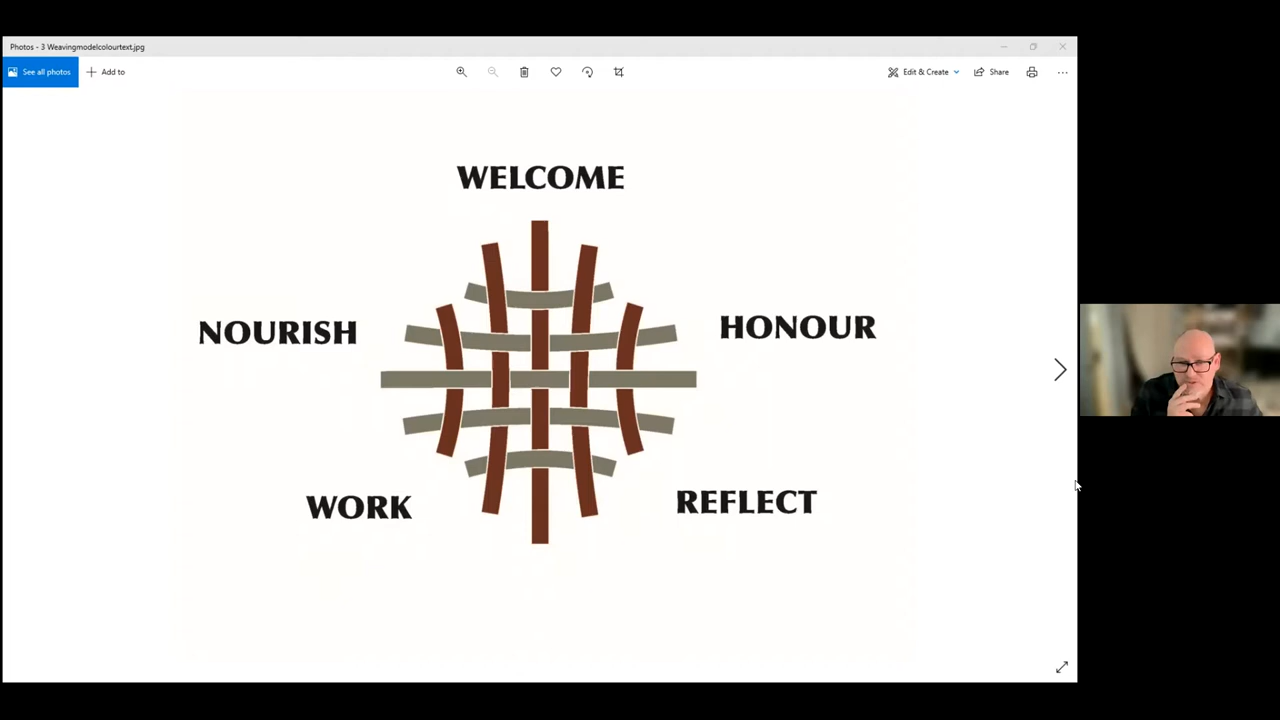 Photos - 3 Weavingmodelcolourtext.jpg
See all photos
Add to
Edit & Create
Share
WELCOME
NOURISH
HONOUR
WORK
REFLECT